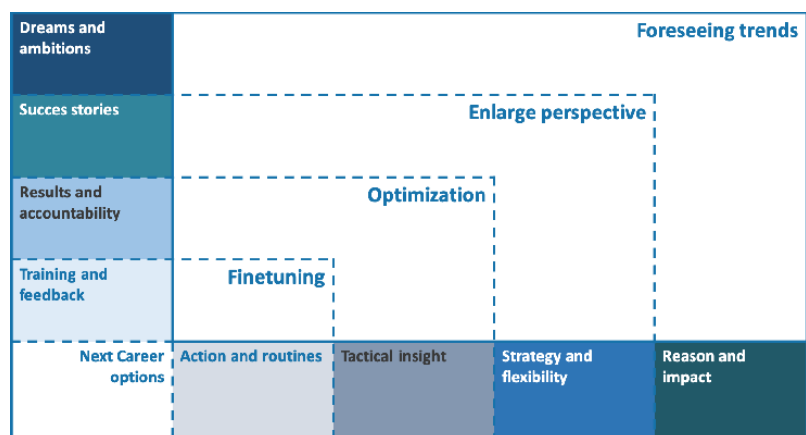 Dreams and
ambitions
Foreseeing trends
Succes stories
Enlarge perspective
Results and
accountability
Optimization
Training and
feedback
Finetuning
Next Career
options
Action and routines
Tactical insight
Strategy and
flexibility
Reason and
impact